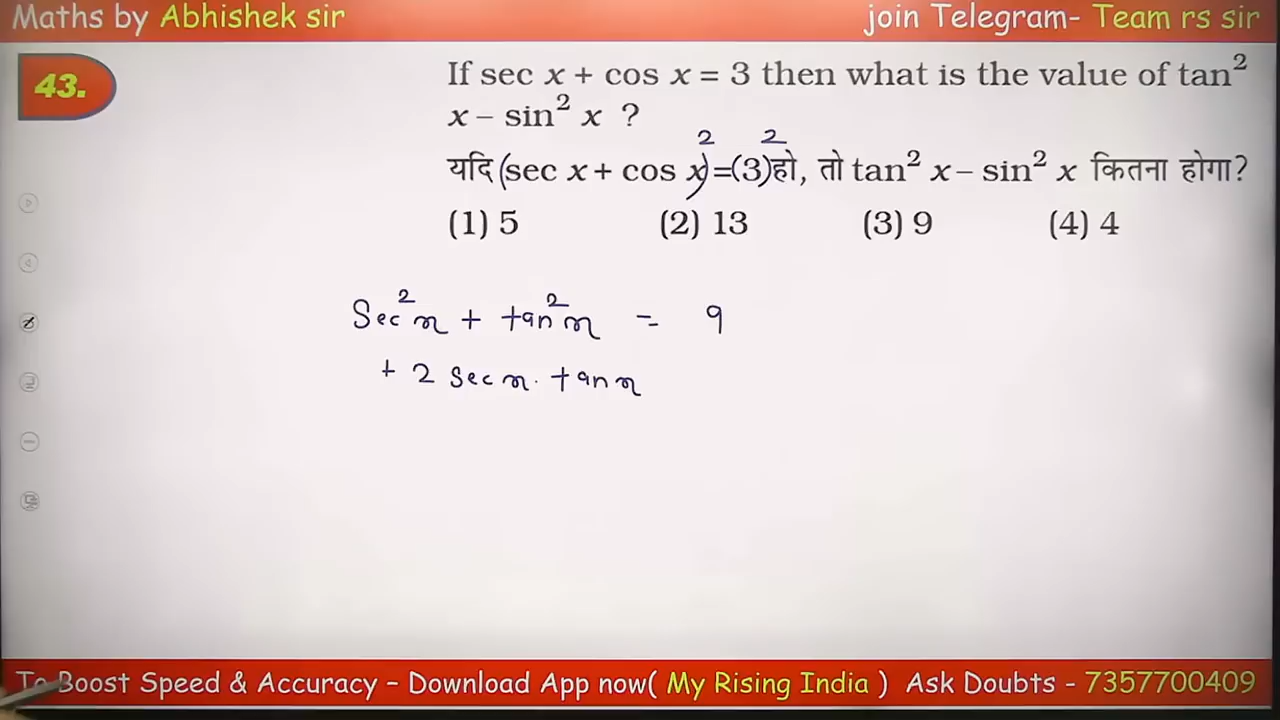 Maths by Abhishek sir
join Telegram- Team rs sir
43.
If sec x + cos x = 3 then what is the value of tan²
x – sin² x ?
यदि (sec x + cos x)² = (3)² हो, तो tan² x – sin² x कितना होगा?
(1) 5 (2) 13 (3) 9 (4) 4
Sec²x + tan²x = 9
+ 2 Secx · tanx
To Boost Speed & Accuracy – Download App now( My Rising India ) Ask Doubts - 7357700409